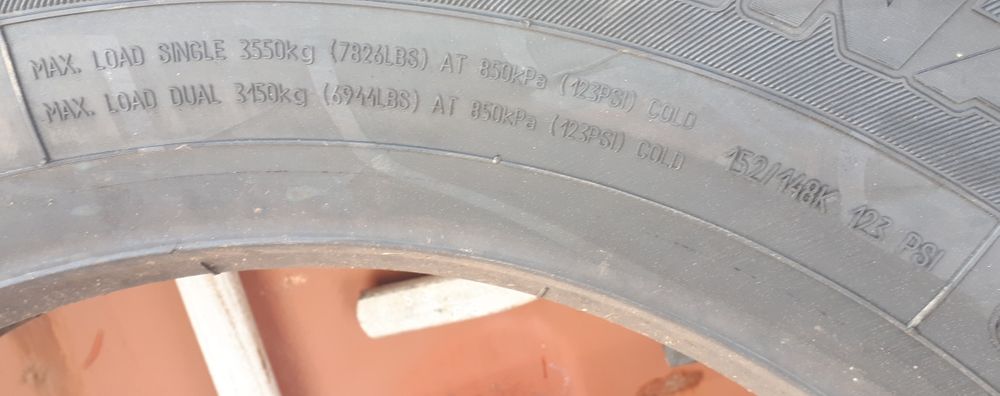 MAX. LOAD SINGLE 3550kg (7826LBS) AT 850kPa (123PSI) COLD
MAX. LOAD DUAL 3150kg (6944LBS) AT 850kPa (123PSI) COLD
152/148K 123 PSI